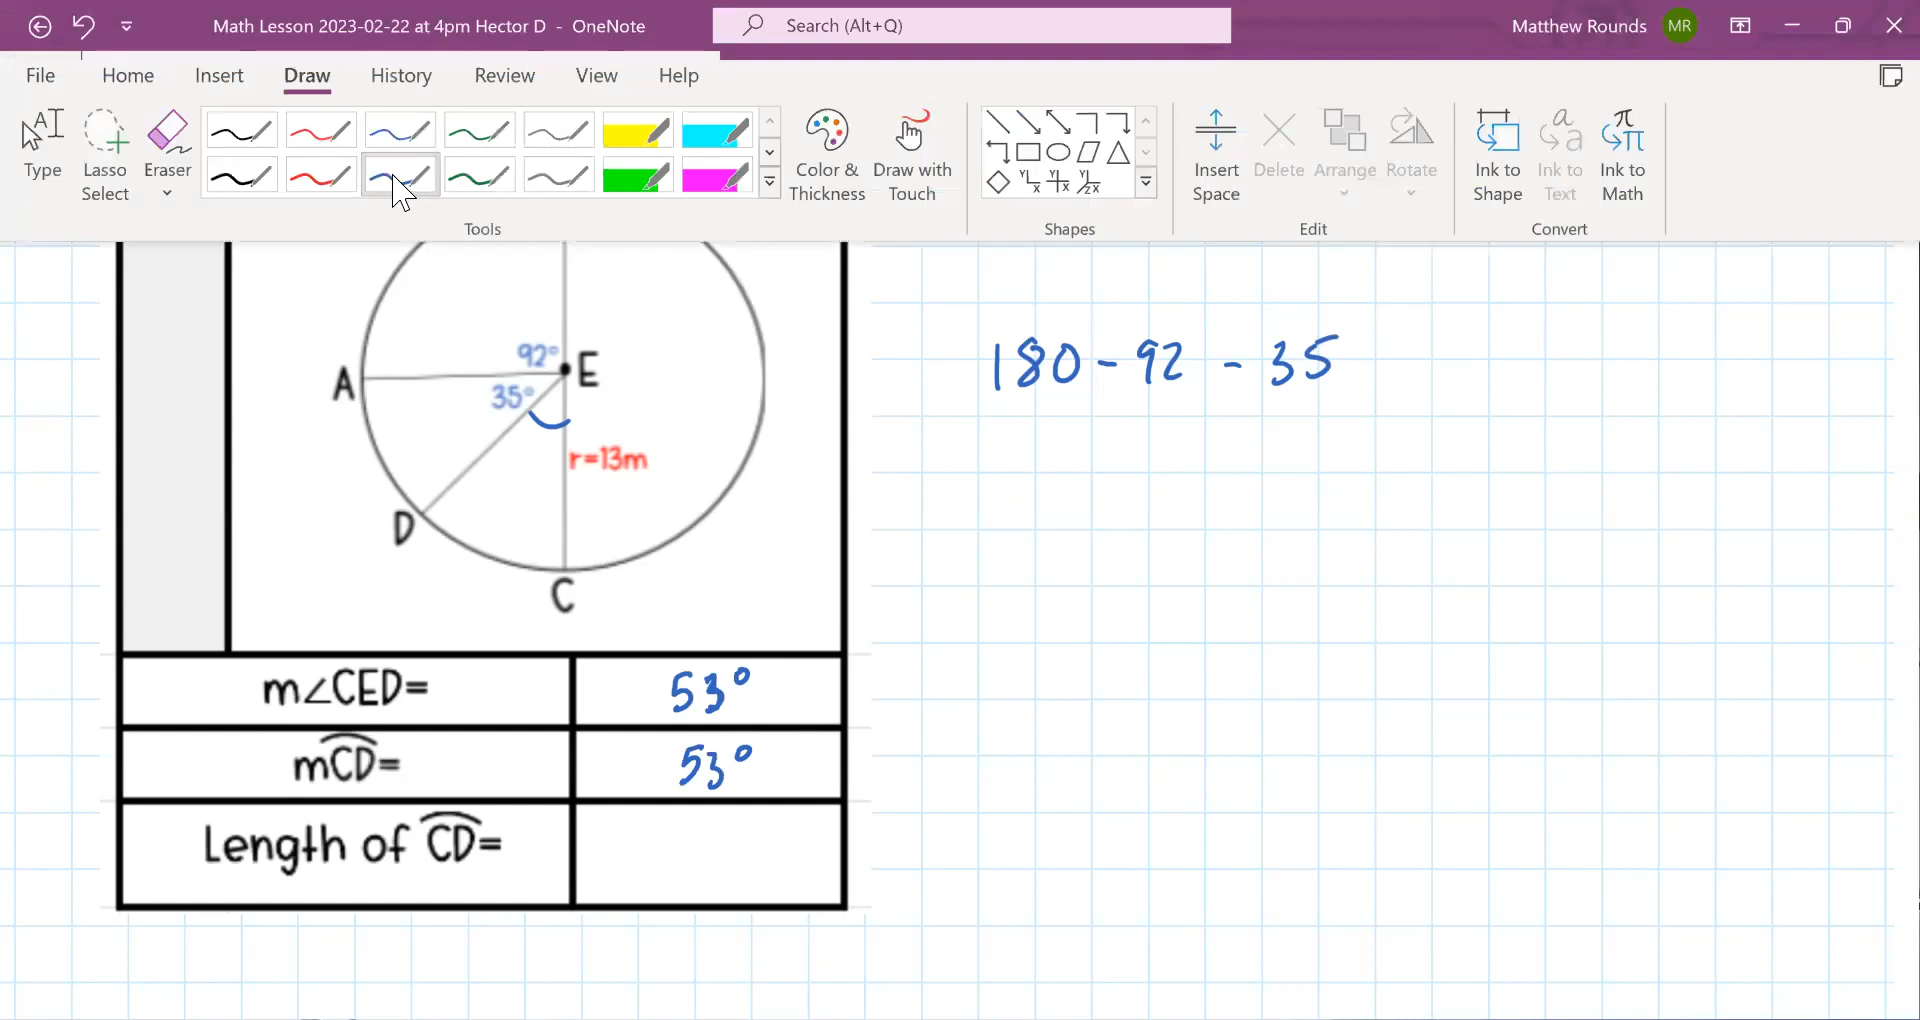 Math Lesson 2023-02-22 at 4pm Hector D - OneNote
Search (Alt+Q)
Matthew Rounds
MR
File
Home
Insert
Draw
History
Review
View
Help
Type
Lasso Select
Eraser
Color & Thickness
Draw with Touch
Insert Space
Delete
Arrange
Rotate
Ink to Shape
Ink to Text
Ink to Math
Tools
Shapes
Edit
Convert
92°
E
A
35°
r=13m
D
C
180 - 92 - 35
m∠CED=
53°
mC͡D=
53°
Length of C͡D=